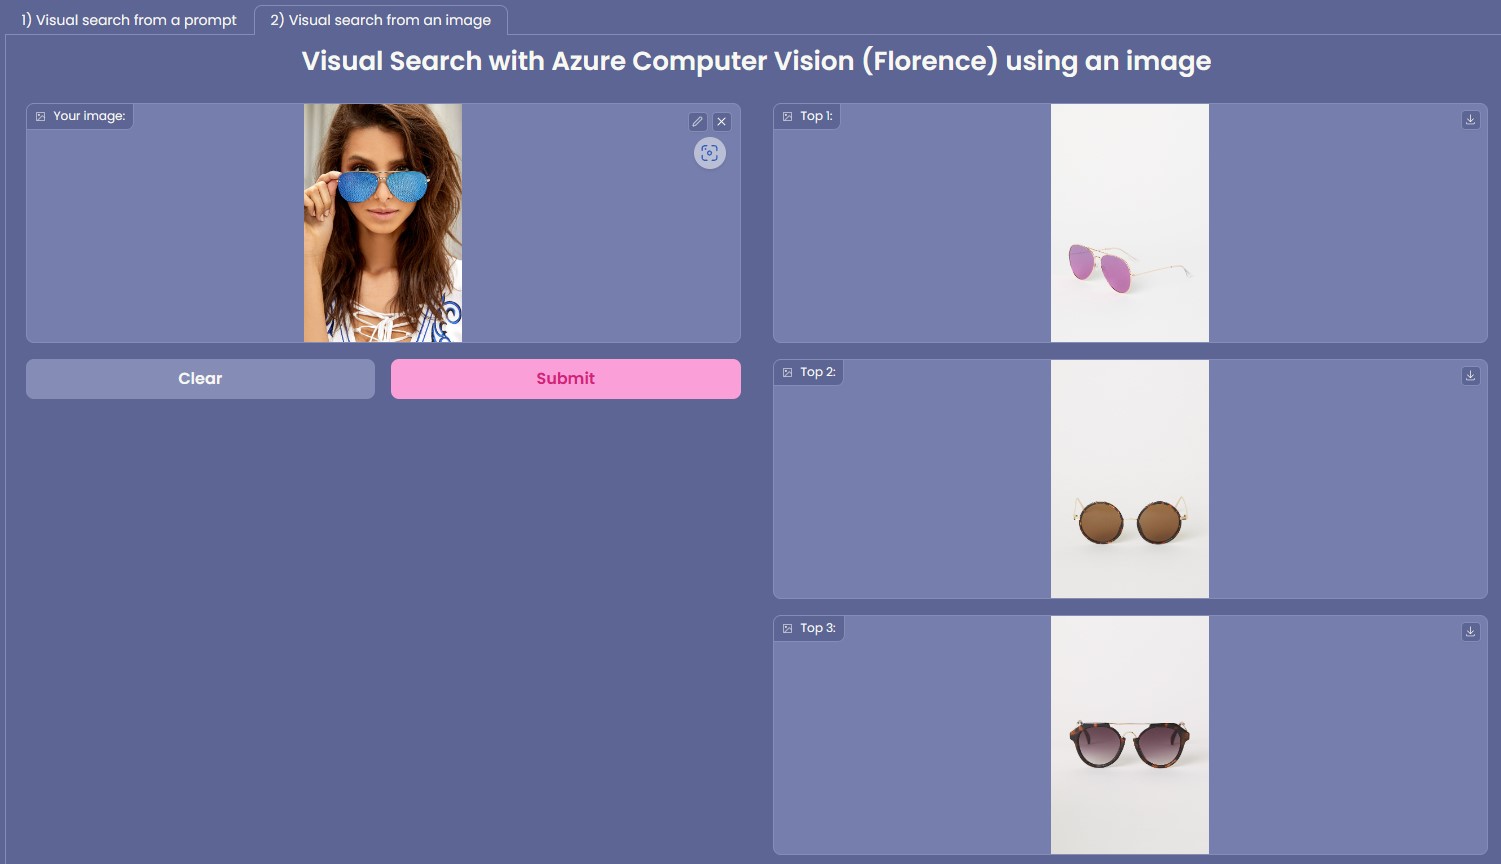 1) Visual search from a prompt
2) Visual search from an image
Visual Search with Azure Computer Vision (Florence) using an image
Your image:
Clear
Submit
Top 1:
Top 2:
Top 3: